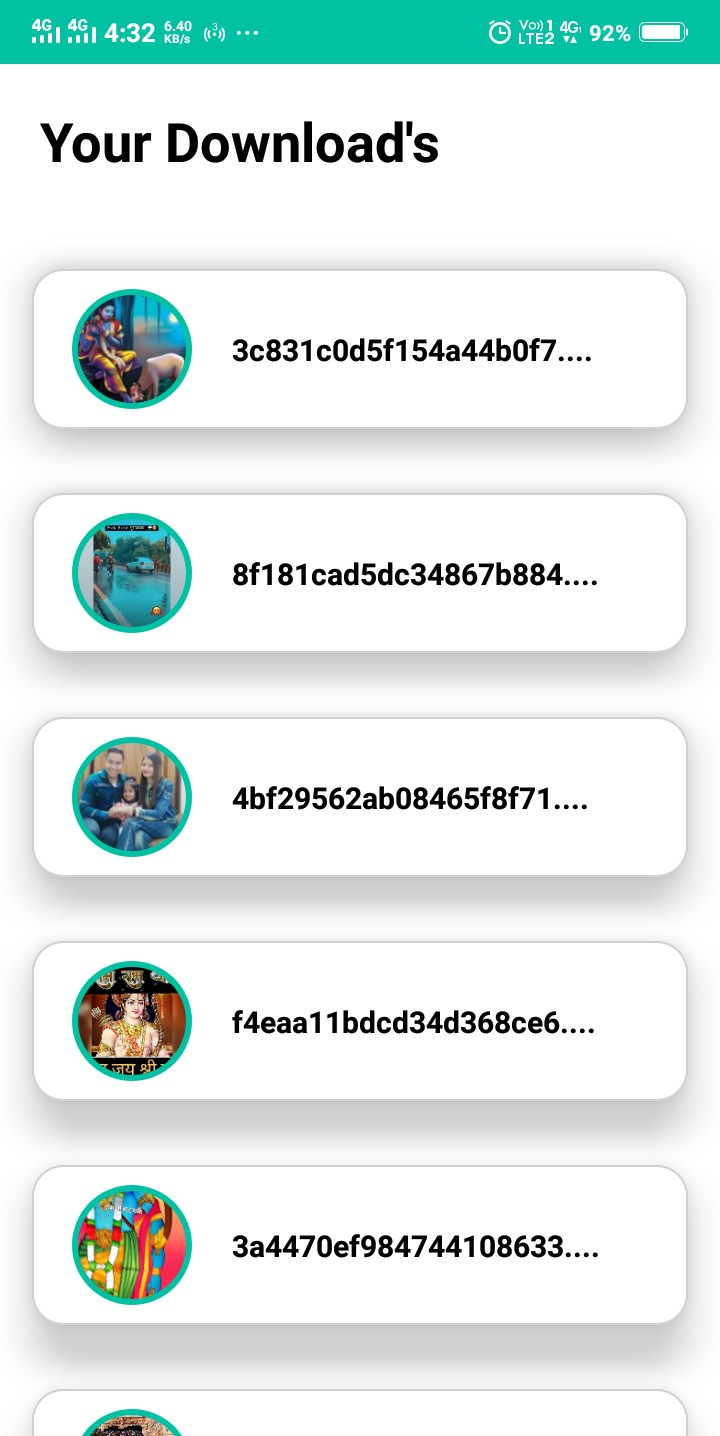 4G 4G 4:32 6.40 KB/s 3 ... Vo)) 1 LTE2 4G 92%
Your Download's
3c831c0d5f154a44b0f7....
8f181cad5dc34867b884....
4bf29562ab08465f8f71....
f4eaa11bdcd34d368ce6....
जय श्री
3a4470ef984744108633....